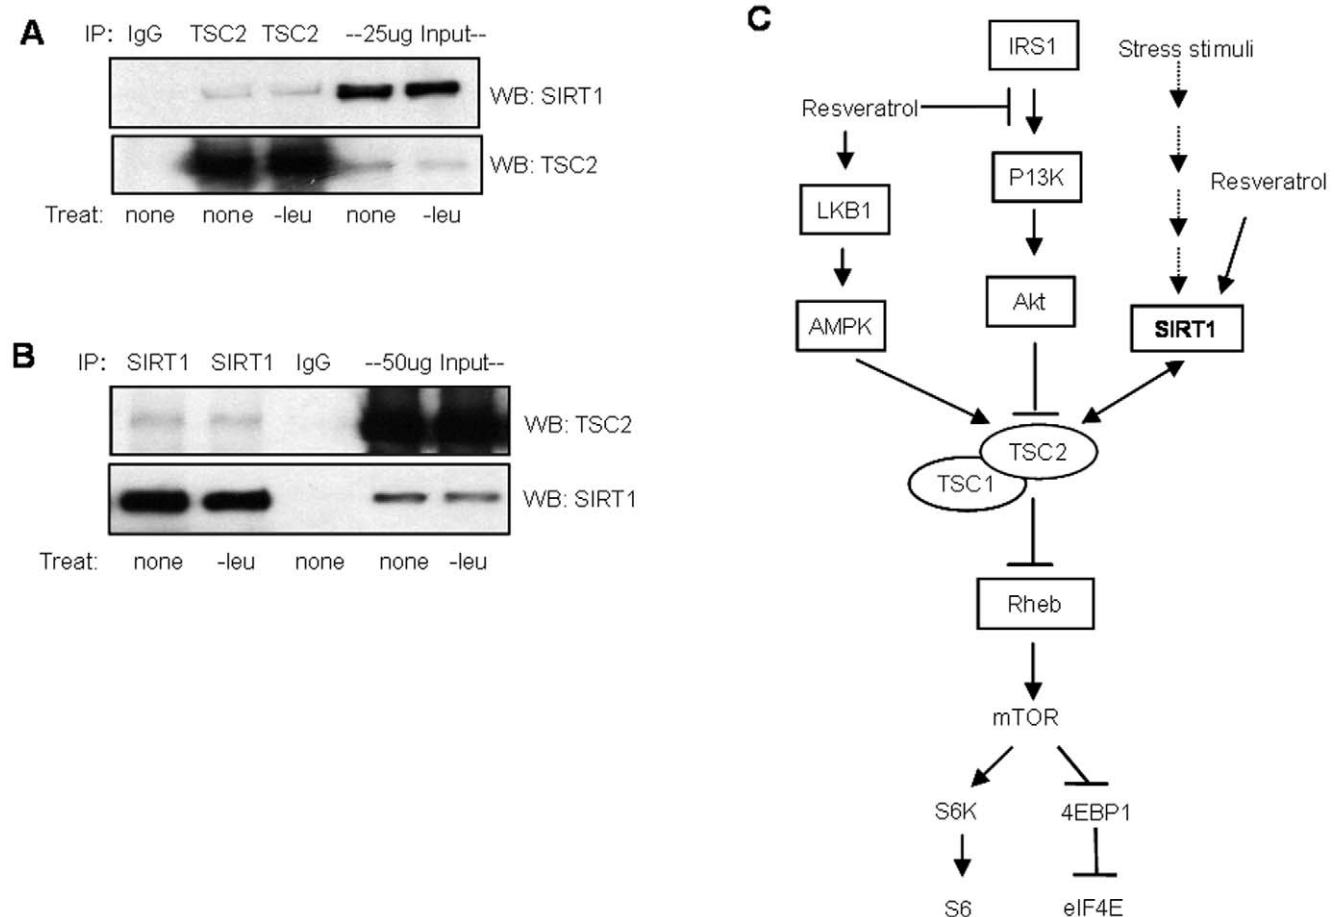 A
IP: IgG TSC2 TSC2 --25ug Input--
WB: SIRT1
WB: TSC2
Treat: none none -leu none -leu
B
IP: SIRT1 SIRT1 IgG --50ug Input--
WB: TSC2
WB: SIRT1
Treat: none -leu none none -leu
C
IRS1
Stress stimuli
Resveratrol
P13K
Resveratrol
LKB1
Akt
AMPK
SIRT1
TSC2
TSC1
Rheb
mTOR
S6K
4EBP1
S6
eIF4E